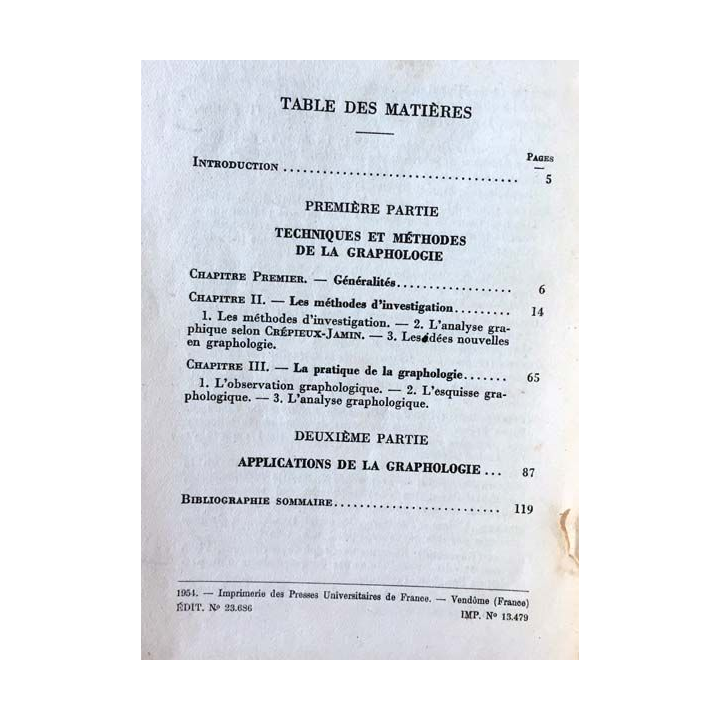 TABLE DES MATIÈRES
PAGES
INTRODUCTION .................................... 5
PREMIÈRE PARTIE
TECHNIQUES ET MÉTHODES
DE LA GRAPHOLOGIE
CHAPITRE PREMIER. — Généralités.................. 6
CHAPITRE II. — Les méthodes d'investigation......... 14
1. Les méthodes d'investigation. — 2. L'analyse gra-
phique selon CRÉPIEUX-JAMIN. — 3. Les idées nouvelles
en graphologie.
CHAPITRE III. — La pratique de la graphologie....... 65
1. L'observation graphologique. — 2. L'esquisse gra-
phologique. — 3. L'analyse graphologique.
DEUXIÈME PARTIE
APPLICATIONS DE LA GRAPHOLOGIE ... 87
BIBLIOGRAPHIE SOMMAIRE.......................... 119
1954. — Imprimerie des Presses Universitaires de France. — Vendôme (France)
ÉDIT. Nº 23.686 IMP. Nº 13.479